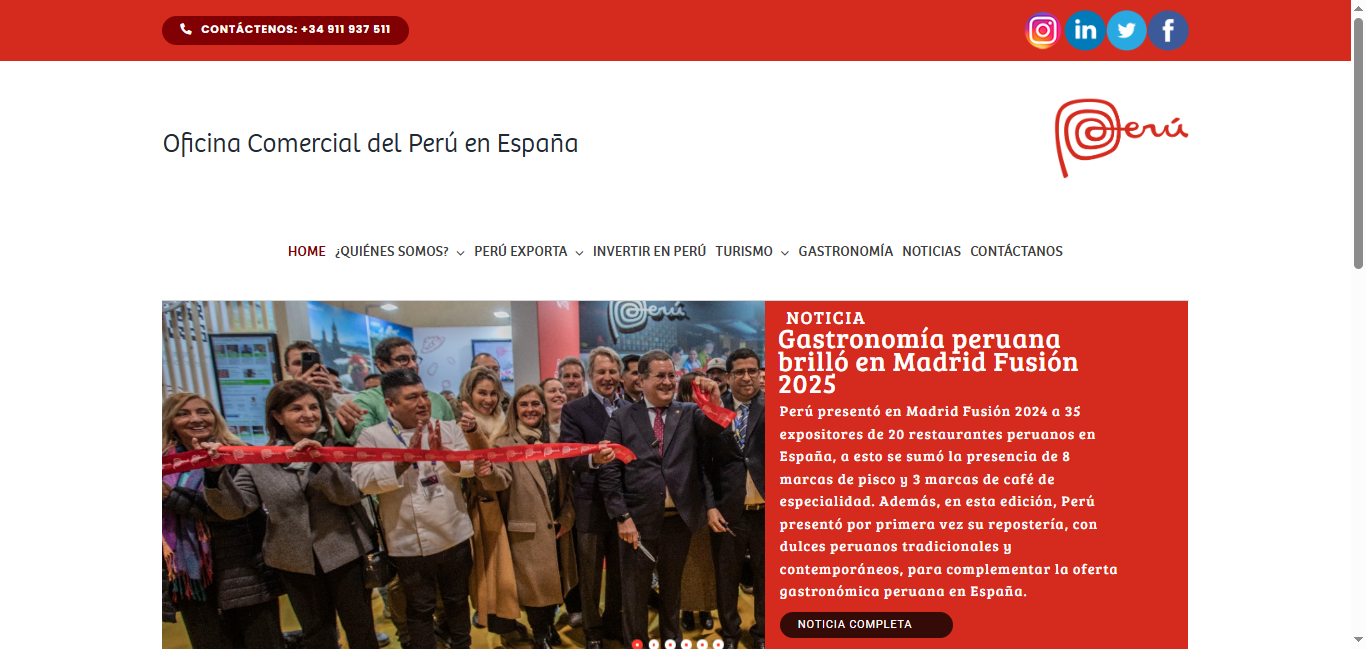 CONTÁCTENOS: +34 911 937 511
Oficina Comercial del Perú en España
Perú
HOME ¿QUIÉNES SOMOS? PERÚ EXPORTA INVERTIR EN PERÚ TURISMO GASTRONOMÍA NOTICIAS CONTÁCTANOS
Perú
NOTICIA
Gastronomía peruana
brilló en Madrid Fusión
2025
Perú presentó en Madrid Fusión 2024 a 35
expositores de 20 restaurantes peruanos en
España, a esto se sumó la presencia de 8
marcas de pisco y 3 marcas de café de
especialidad. Además, en esta edición, Perú
presentó por primera vez su repostería, con
dulces peruanos tradicionales y
contemporáneos, para complementar la oferta
gastronómica peruana en España.
NOTICIA COMPLETA